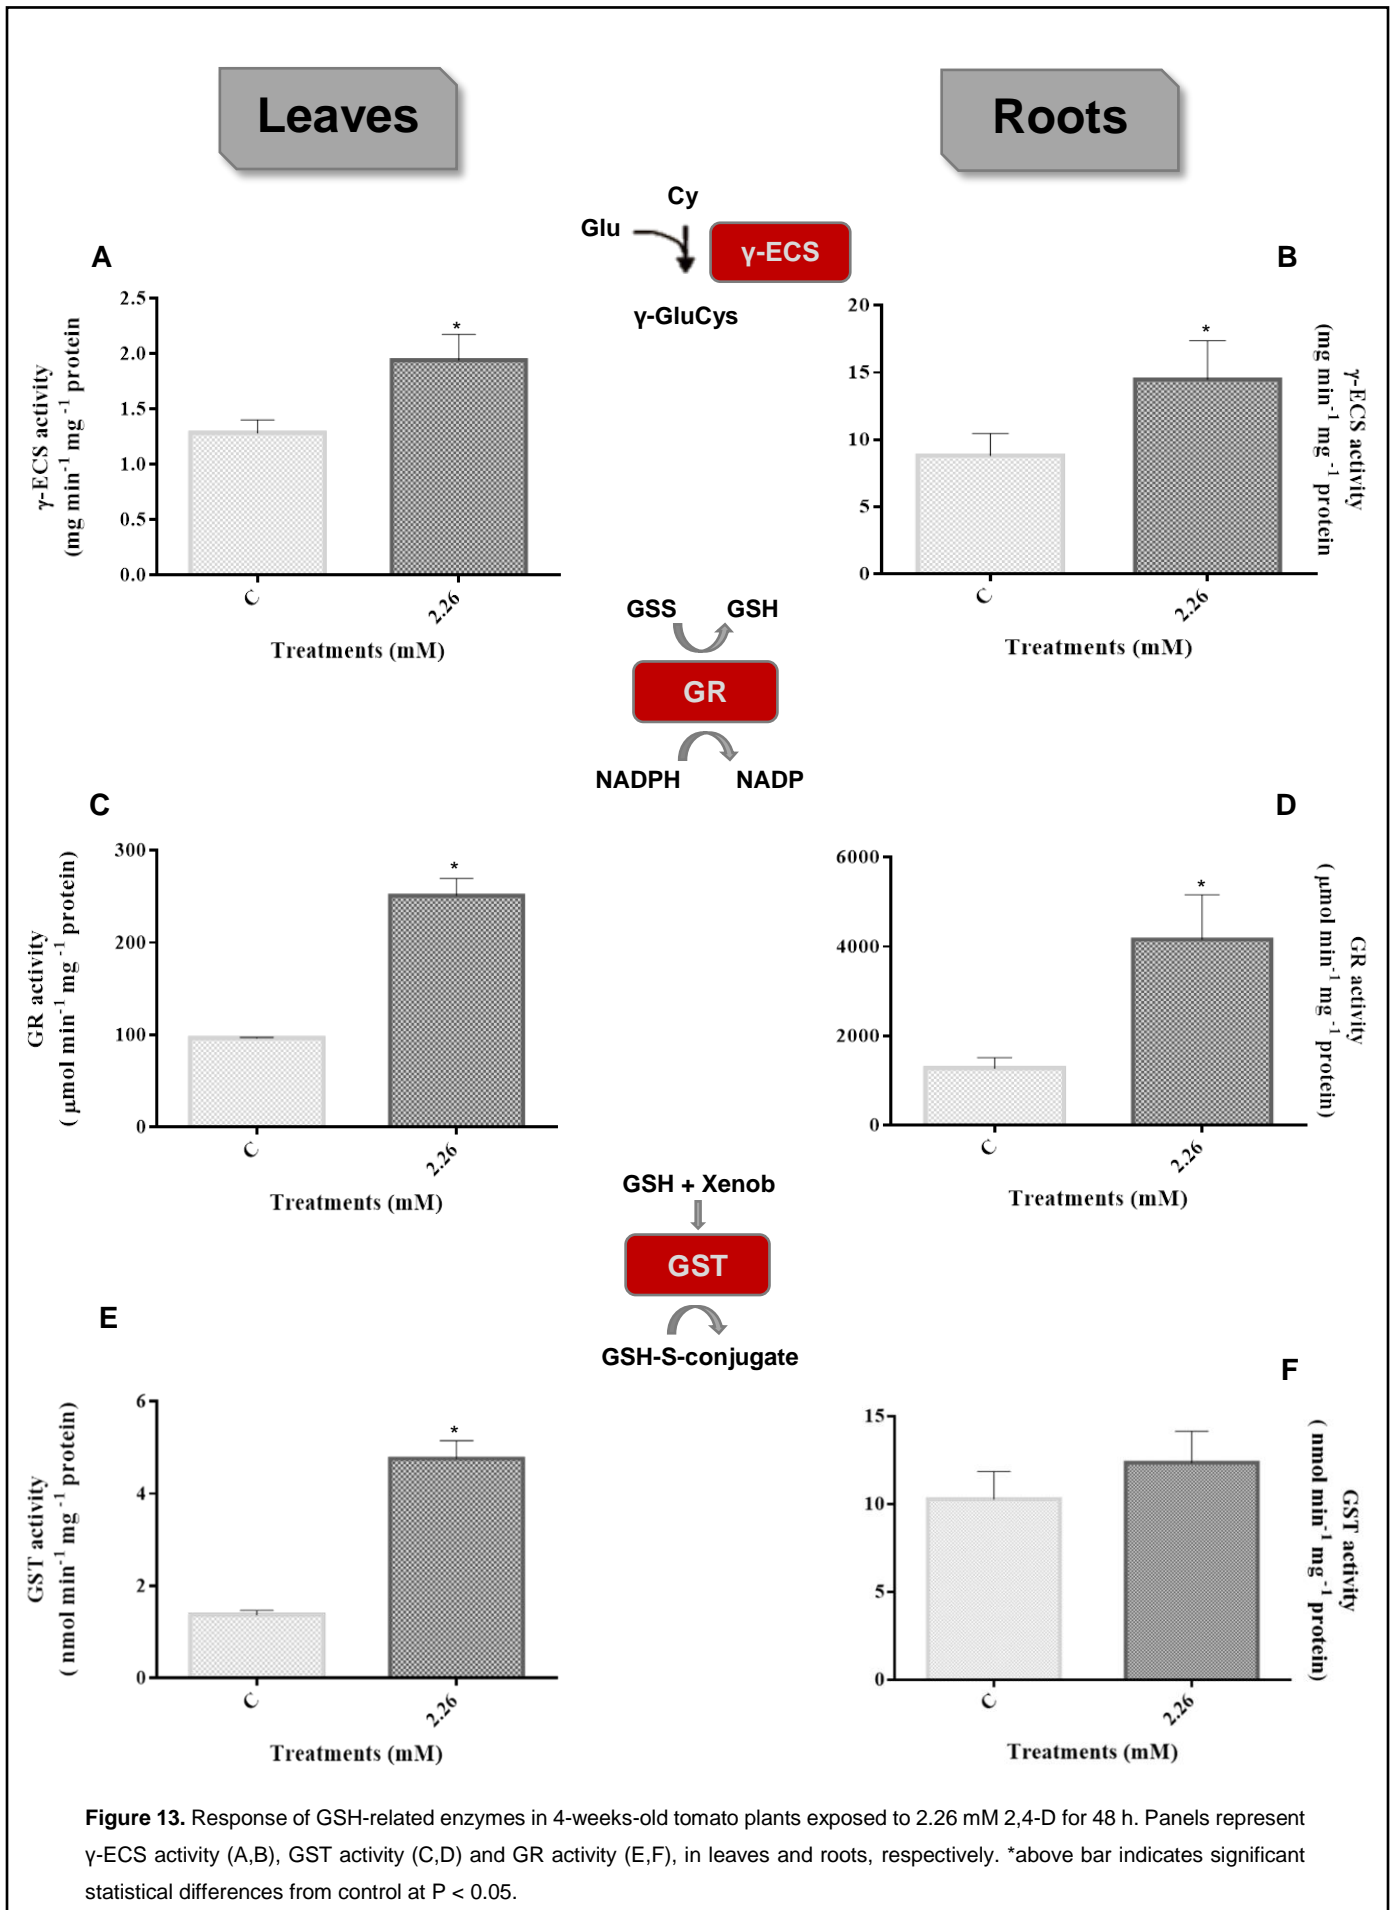 Leaves
Roots
Cy
Glu
γ-ECS
γ-GluCys
A
γ-ECS activity
(mg min-1 mg -1 protein
2.5
2.0
1.5
1.0
0.5
0.0
*
C
2.26
Treatments (mM)
B
20
15
10
5
0
*
C
2.26
Treatments (mM)
γ-ECS activity
(mg min-1 mg -1 protein
GSS
GSH
GR
NADPH
NADP
C
GR activity
( μmol min-1 mg -1 protein)
300
200
100
0
*
C
2.26
Treatments (mM)
D
6000
4000
2000
0
*
C
2.26
Treatments (mM)
GR activity
( μmol min-1 mg -1 protein)
GSH + Xenob
GST
GSH-S-conjugate
E
GST activity
( nmol min-1 mg -1 protein)
6
4
2
0
*
C
2.26
Treatments (mM)
F
15
10
5
0
C
2.26
Treatments (mM)
GST activity
( nmol min-1 mg -1 protein)
Figure 13. Response of GSH-related enzymes in 4-weeks-old tomato plants exposed to 2.26 mM 2,4-D for 48 h. Panels represent
γ-ECS activity (A,B), GST activity (C,D) and GR activity (E,F), in leaves and roots, respectively. *above bar indicates significant
statistical differences from control at P < 0.05.